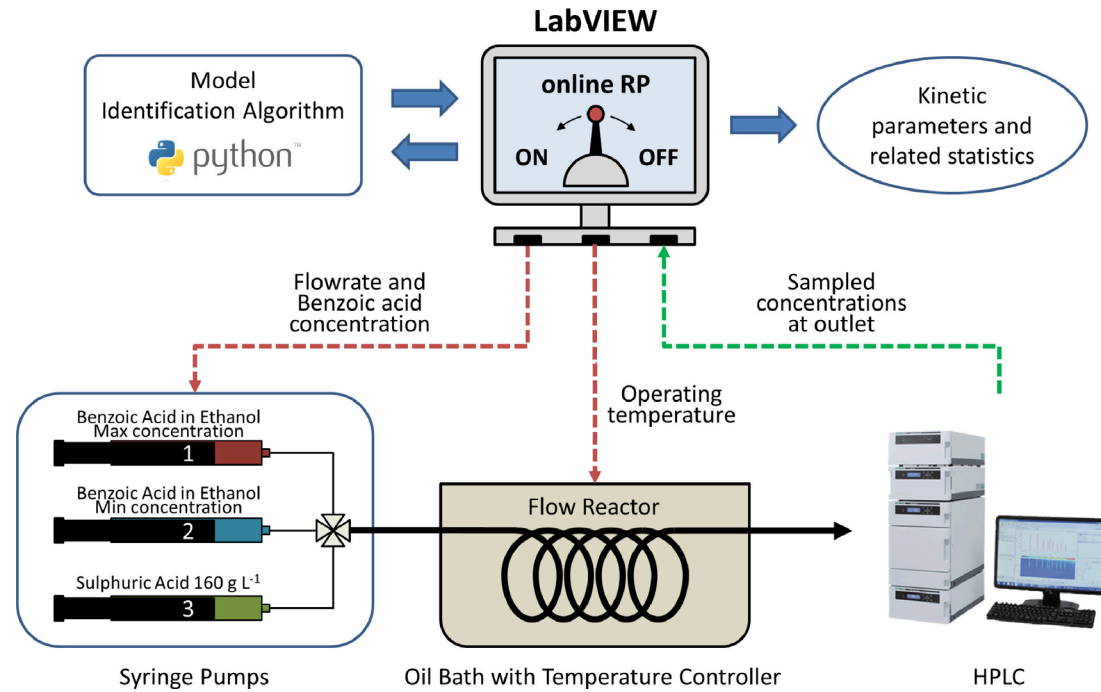 LabVIEW
Model
Identification Algorithm
python™
online RP
ON
OFF
Kinetic
parameters and
related statistics
Flowrate and
Benzoic acid
concentration
Sampled
concentrations
at outlet
Operating
temperature
Benzoic Acid in Ethanol
Max concentration
1
Benzoic Acid in Ethanol
Min concentration
2
Sulphuric Acid 160 g L-1
3
Flow Reactor
Syringe Pumps
Oil Bath with Temperature Controller
HPLC